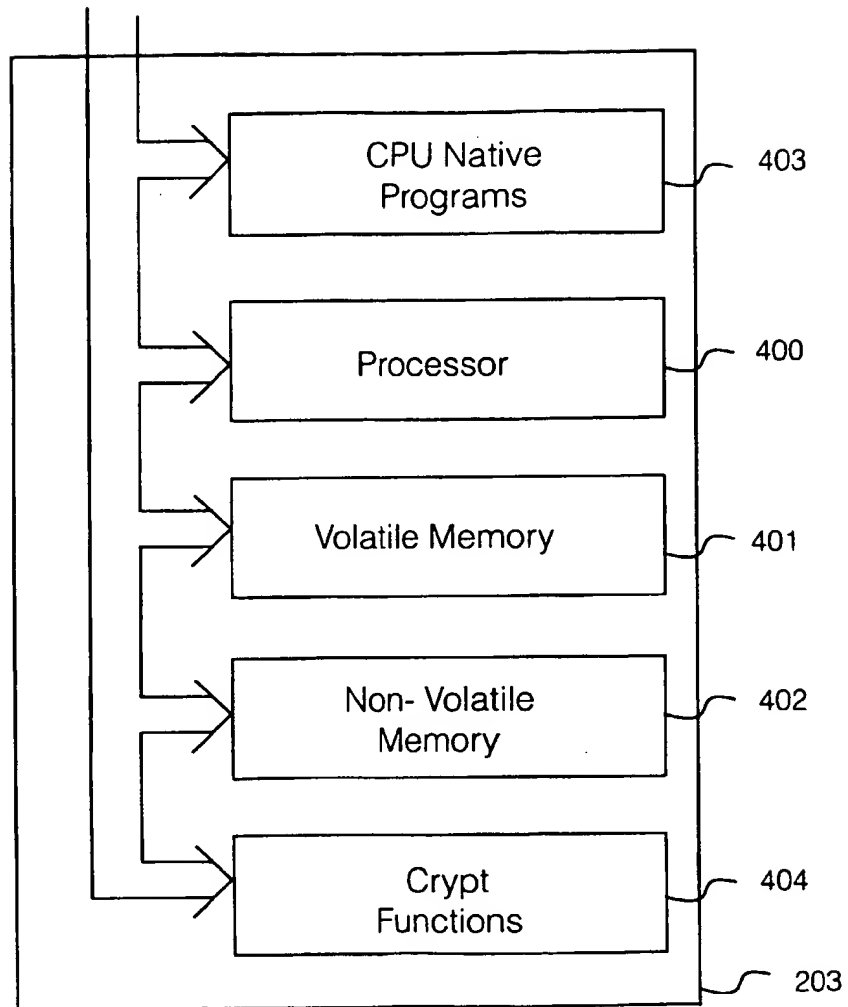 CPU Native
Programs
403
Processor
400
Volatile Memory
401
Non- Volatile
Memory
402
Crypt
Functions
404
203